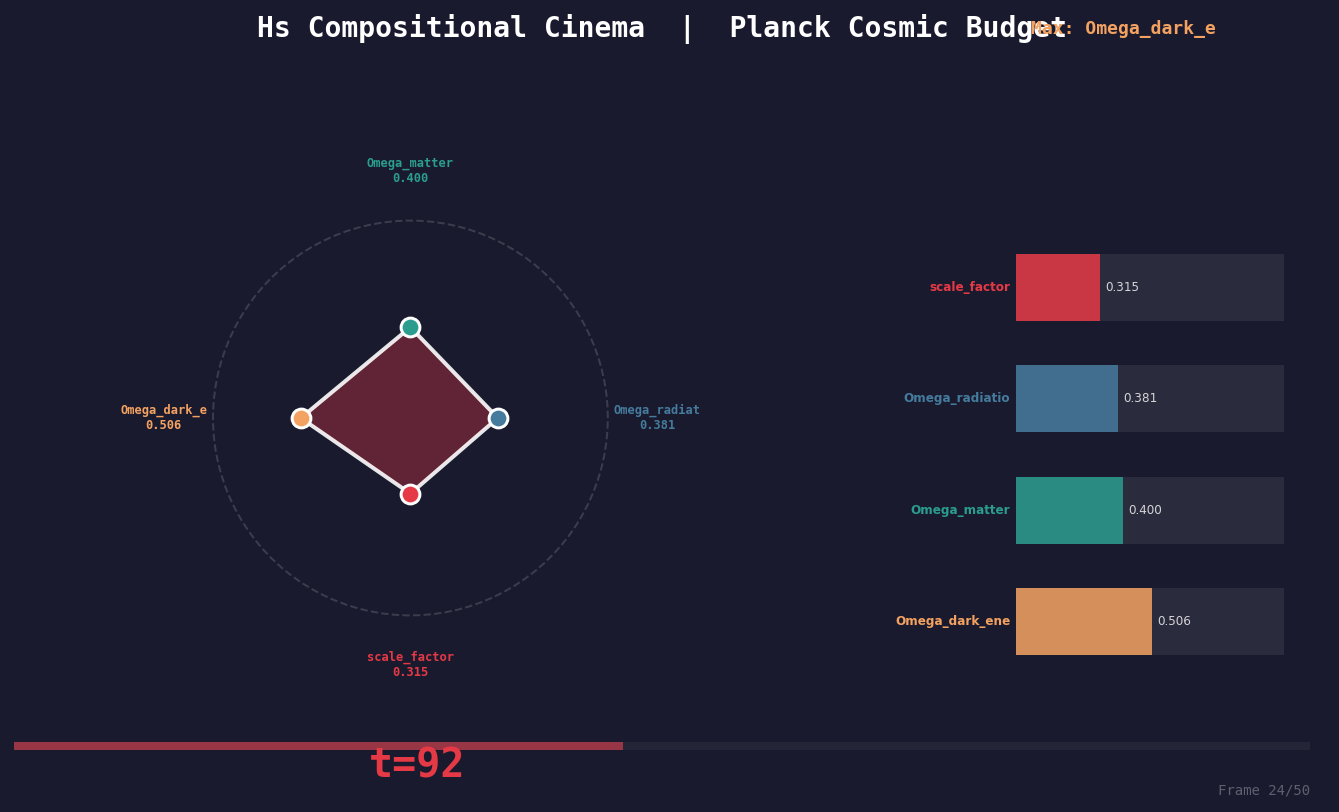 Hs Compositional Cinema | Planck Cosmic Budget
Max: Omega_dark_e
Omega_matter
0.400
Omega_dark_e
0.506
Omega_radiat
0.381
scale_factor
0.315
scale_factor
0.315
Omega_radiatio
0.381
Omega_matter
0.400
Omega_dark_ene
0.506
t=92
Frame 24/50